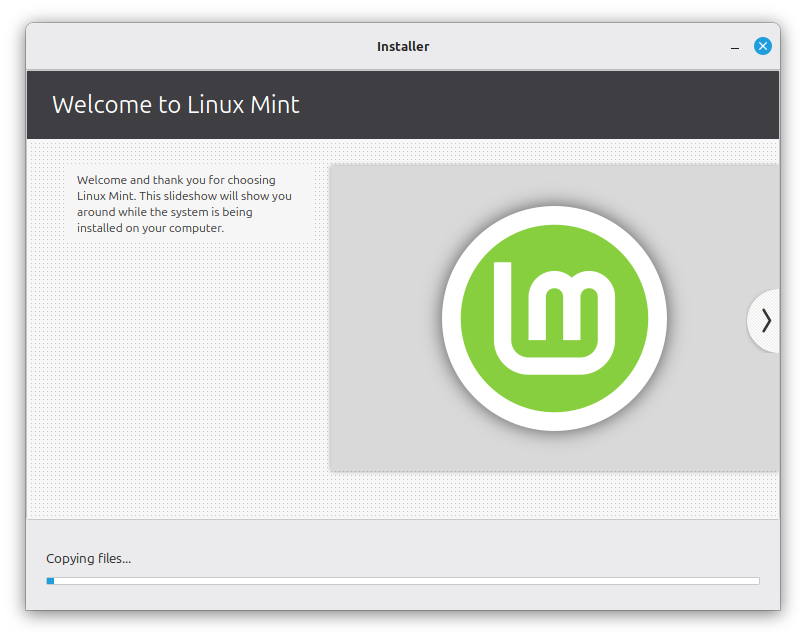 Installer
Welcome to Linux Mint
Welcome and thank you for choosing
Linux Mint. This slideshow will show you
around while the system is being
installed on your computer.
Copying files...